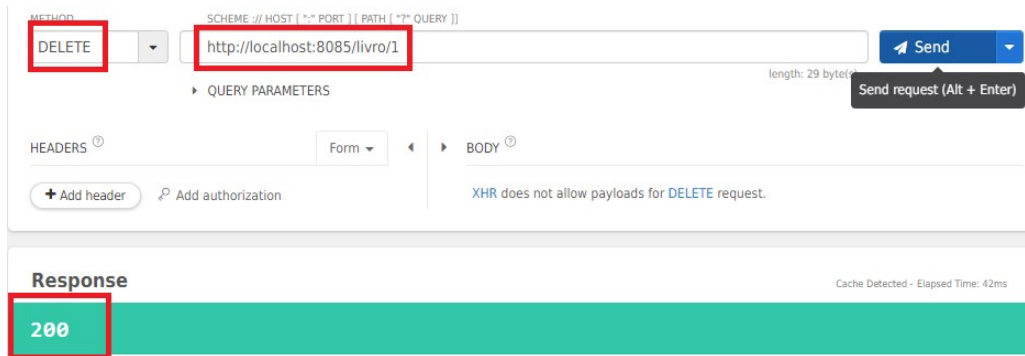 METHOD
SCHEME :// HOST [ ":" PORT ] [ PATH [ "?" QUERY ]]
DELETE
http://localhost:8085/livro/1
Send
length: 29 byte(s)
QUERY PARAMETERS
Send request (Alt + Enter)
HEADERS
Form
BODY
+ Add header
Add authorization
XHR does not allow payloads for DELETE request.
Response
Cache Detected - Elapsed Time: 42ms
200